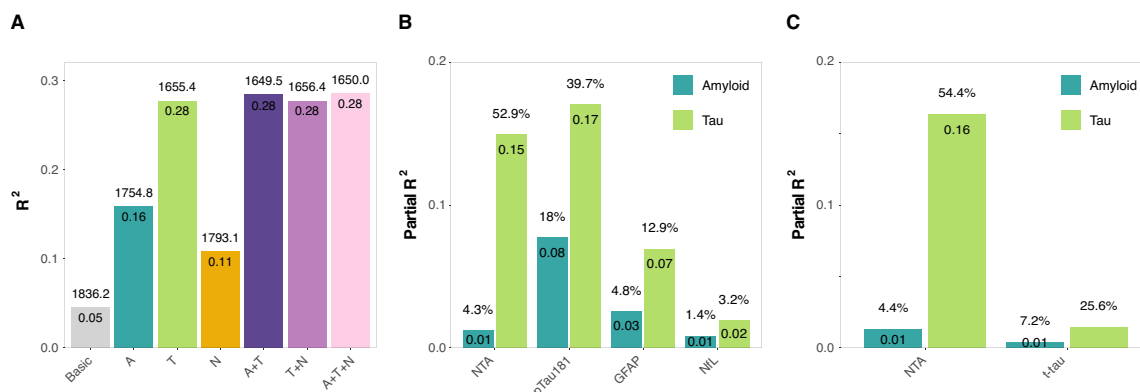 A
R²
0.3
0.2
0.1
0.0
1836.2
0.05
1754.8
0.16
1655.4
0.28
1793.1
0.11
1649.5
0.28
1656.4
0.28
1650.0
0.28
Basic
A
T
N
A+T
T+N
A+T+N
B
Partial R²
0.2
0.1
0.0
Amyloid
Tau
4.3%
0.01
52.9%
0.15
18%
0.08
39.7%
0.17
4.8%
0.03
12.9%
0.07
1.4%
0.01
3.2%
0.02
NTA
pTau181
GFAP
NfL
C
Partial R²
0.2
0.1
0.0
Amyloid
Tau
4.4%
0.01
54.4%
0.16
7.2%
0.01
25.6%
NTA
t-tau